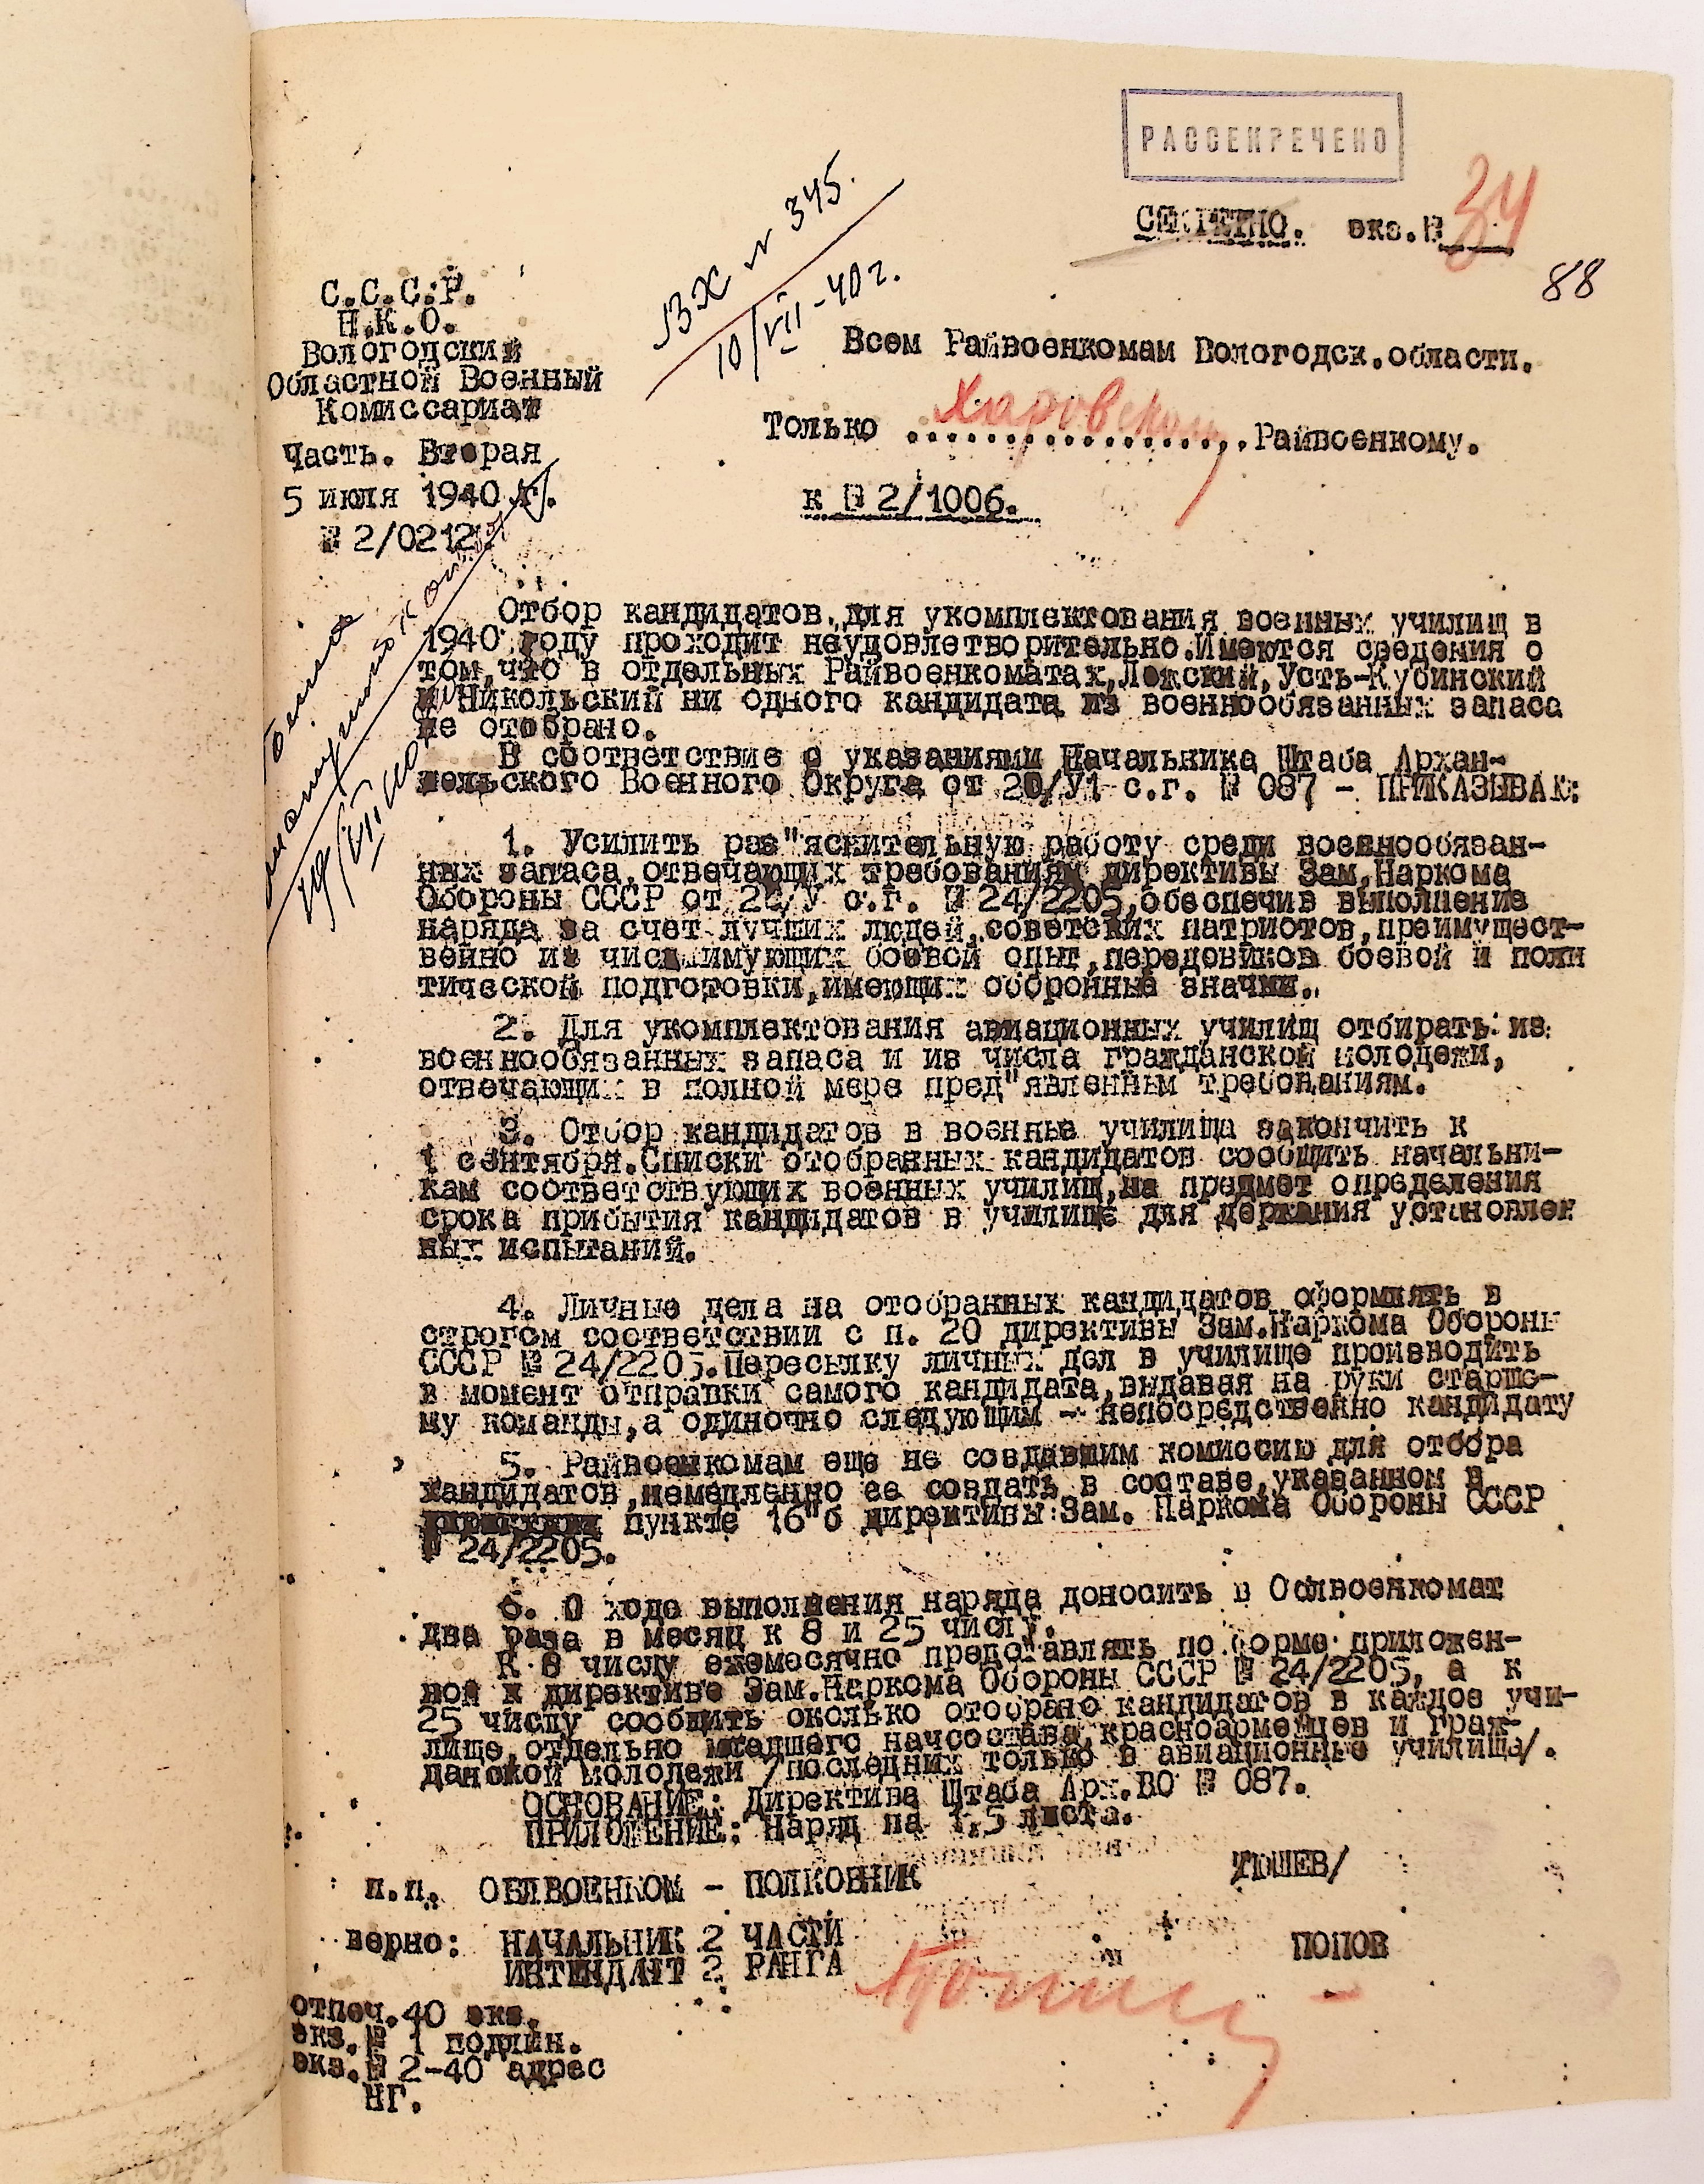 РАССЕКРЕЧЕНО
СЕКРЕТНО. экз.№ 34
88
Вх № 345.
10/VII-40 г.
С.С.С.Р.
Н.К.О.
Вологодский
Областной Военный
Комиссариат
Часть. Вторая
5 июля 1940 г.
№ 2/0212
Всем Райвоенкомам Вологодск.области.
Только Харовскому Райвоенкому.
к № 2/1006.
Отбор кандидатов для укомплектования военных училищ в
1940 году проходит неудовлетворительно.Имеются сведения о
том,что в отдельных Райвоенкоматах, Усть-Кубинский
и Никольский ни одного кандидата из военнообязанных запаса
не отобрано.
В соответствие с указаниями Начальника Штаба Архан-
гельского Военного Округа от 20/У1 с.г. № 087 - ПРИКАЗЫВАЮ:
1. Усилить раз"яснительную работу среди военнообязан-
ных запаса,отвечающих требованиям директивы Зам.Наркома
Обороны СССР от с.г. № 24/2205,обеспечив выполнение
наряда за счет лучших людей,советских патриотов,преимущест-
венно из числ имующих боевой опыт,передовиков боевой и поли
тической подготовки,имеющих оборонные значки.
2. Для укомплектования авиационных училищ отбирать из
военнообязанных запаса и из числа гражданской молодежи,
отвечающих в полной мере пред"явленным требованиям.
3. Отбор кандидатов в военные училища закончить к
1 сентября.Списки отобранных кандидатов сообщить начальни-
кам соответствующих военных училищ,на предмет определения
срока прибытия кандидатов в училище для держания установлен
ных испытаний.
4. Личные дела на отобранных кандидатов оформлять в
строгом соответствии с п. 20 директивы Зам.Наркома Обороны
СССР № 24/2205.Пересылку личных дел в училище производить
в момент отправки самого кандидата,выдавая на руки старше-
му команды,а одиночно следующим - непосредственно кандидату
5. Райвоенкомам еще не создавшим комиссию для отбора
кандидатов,немедленно ее создать в составе,указанном в
пункте 16"б директивы Зам. Наркома Обороны СССР
№ 24/2205.
6. О ходе выполнения наряда доносить в Облвоенкомат
два раза в месяц к 8 и 25 числу.
К 8 числу ежемесячно представлять по форме приложен-
ной к директиве Зам.Наркома Обороны СССР № 24/2205, а к
25 числу сообщить околько отобрано кандидатов в каждое учи-
лище,отдельно младшего начсостава,красноармейцев и граж-
данской молодежи /последних только в авиационные училища/.
ОСНОВАНИЕ: Директива Штаба Арх.ВО № 087.
ПРИЛОЖЕНИЕ: Наряд на 1,5 листа.
п.п. ОБЛВОЕНКОМ - ПОЛКОВНИК /ЮШЕВ/
верно: НАЧАЛЬНИК 2 ЧАСТИ
ИНТЕНДАНТ 2 РАНГА ПОПОВ
отпеч.40 экз.
экз.№ 1 подлин.
экз.№ 2-40 адрес
НГ.